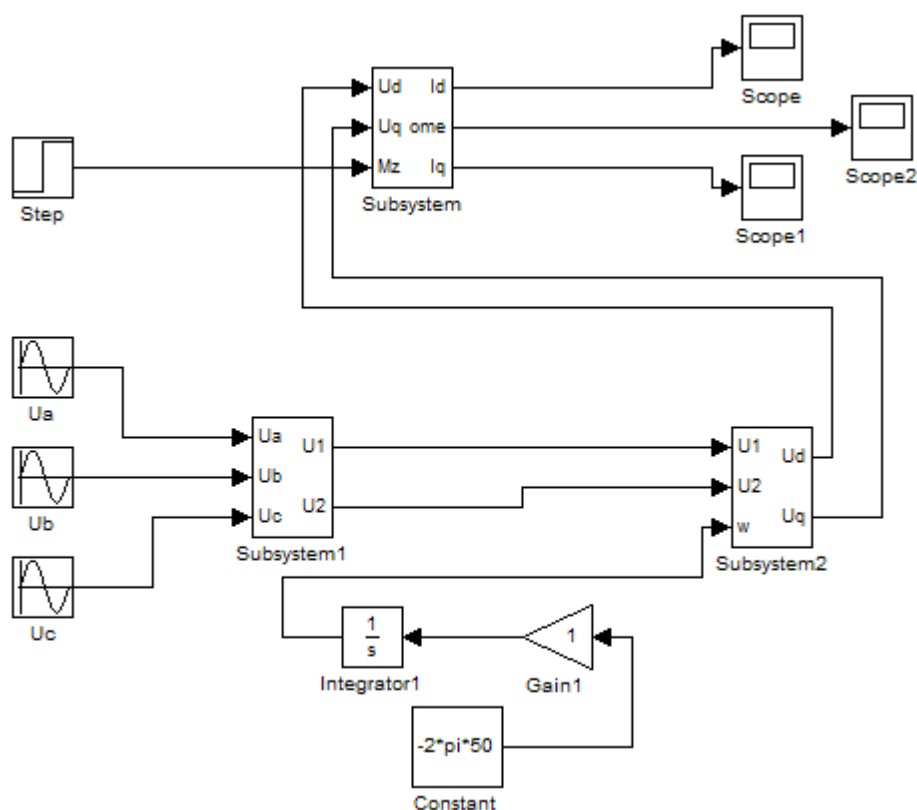 Ud Id
Scope
Uq ome
Mz Iq
Scope2
Step
Subsystem
Scope1
Ua
Ua U1
U1 Ud
Ub
Ub
U2
Uc
U2
Uq
w
Subsystem1
Subsystem2
Uc
1
s
1
Integrator1
Gain1
-2*pi*50
Constant